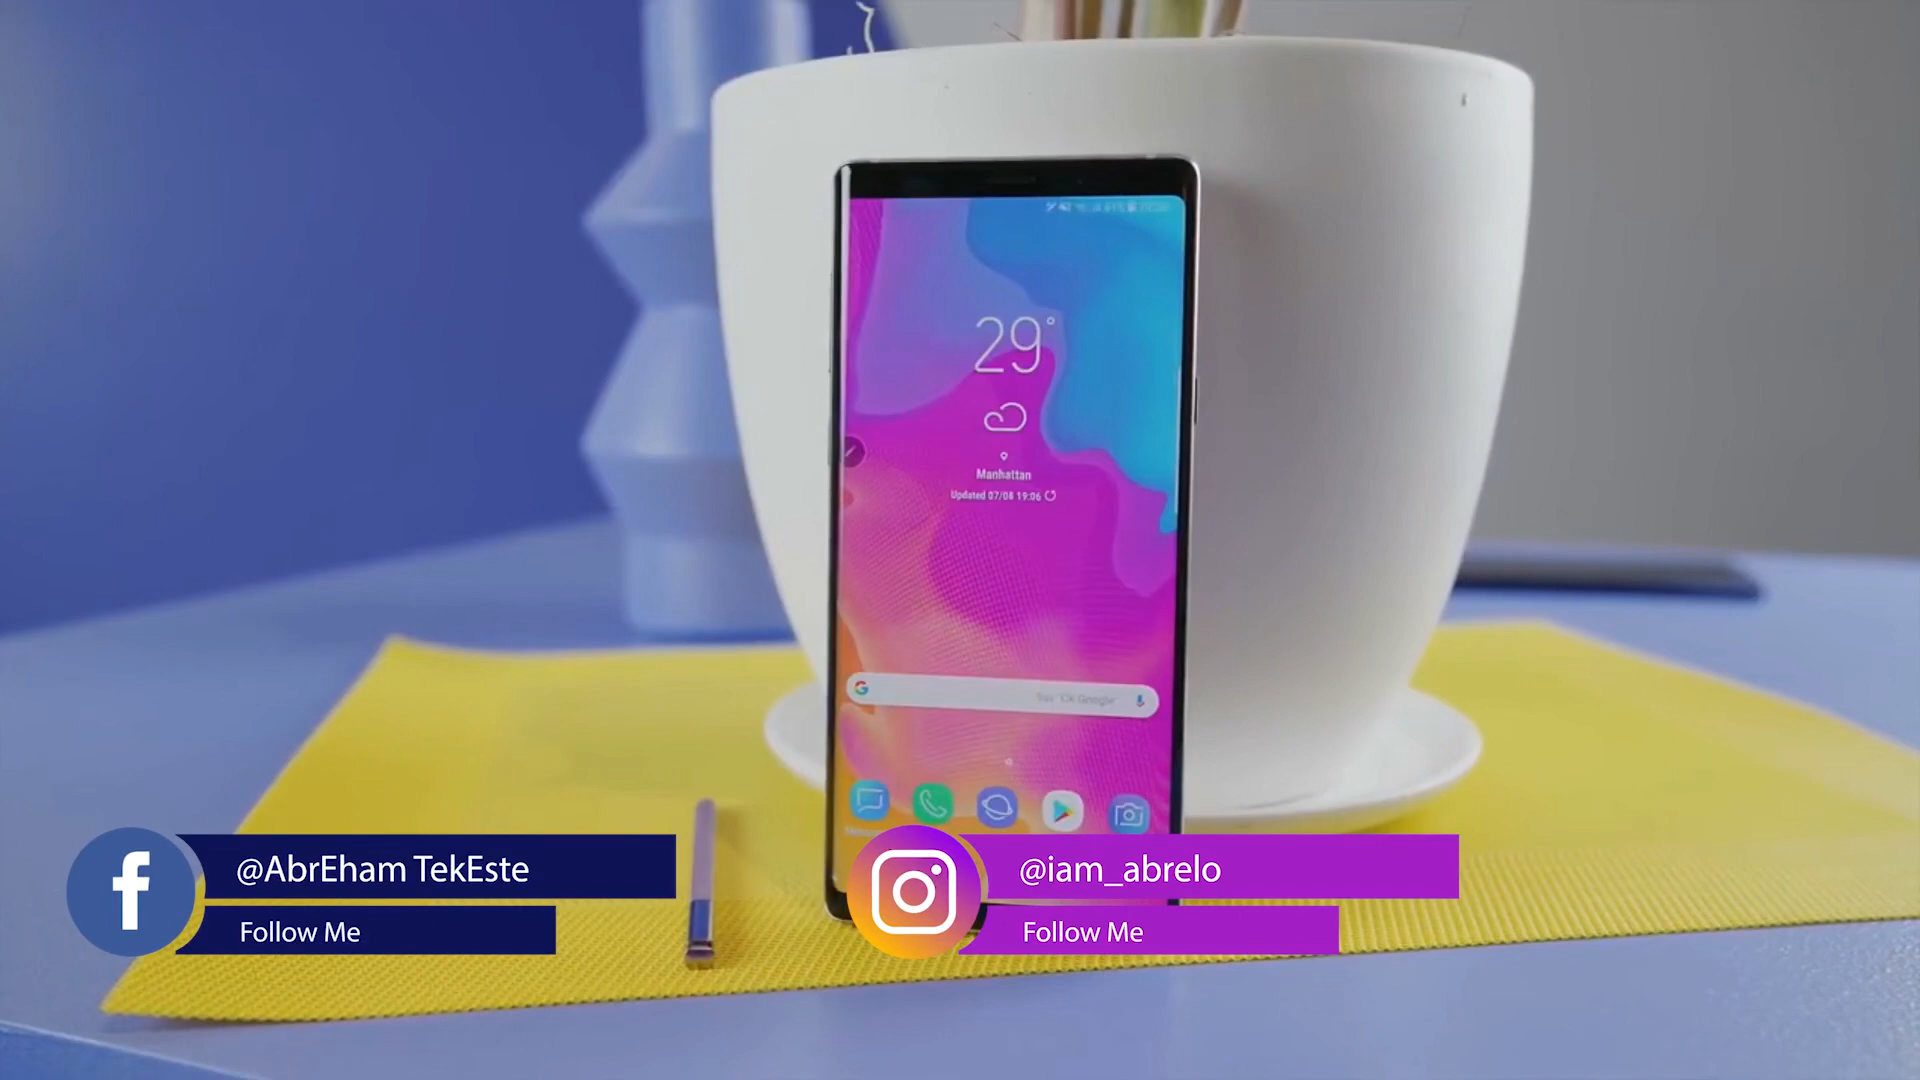 29°
Manhattan
Updated 07/08 19:06
@AbrEham TekEste
Follow Me
@iam_abrelo
Follow Me